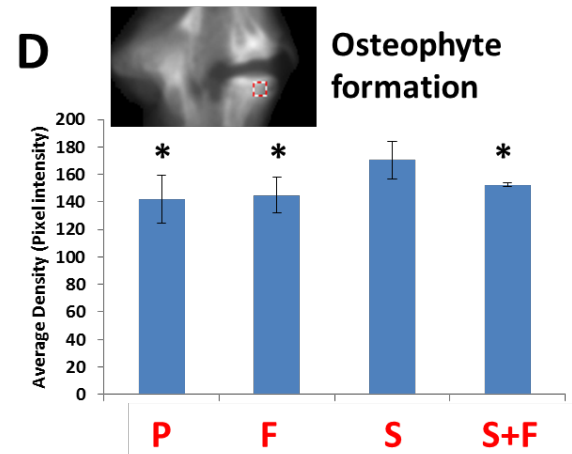 D
Osteophyte
formation
Average Density (Pixel intensity)
200
180
160
140
120
100
80
60
40
20
0
* * *
P F S S+F